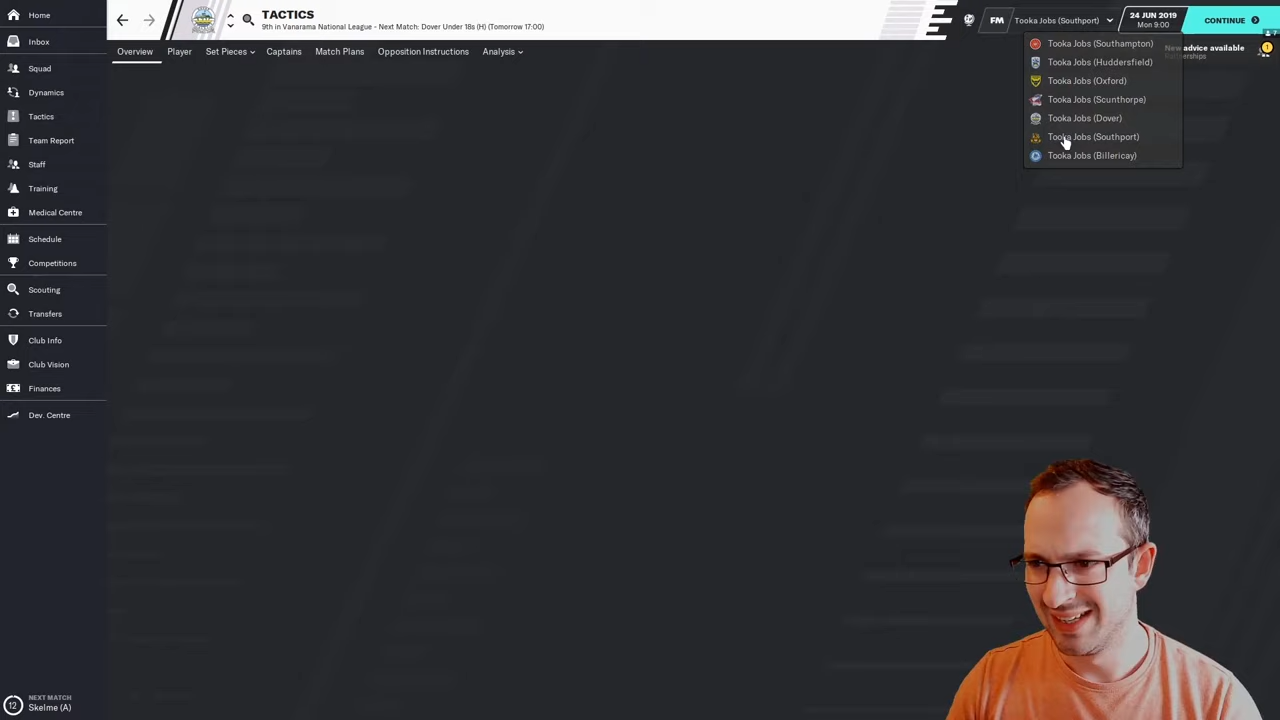 TACTICS
9th in Vanarama National League - Next Match: Dover Under 18s (H) (Tomorrow 17:00)
FM
Tooka Jobs (Southport)
24 JUN 2019
Mon 9:00
CONTINUE
7
Overview
Player
Set Pieces
Captains
Match Plans
Opposition Instructions
Analysis
New advice available
1
Home
Inbox
Squad
Dynamics
Tactics
Team Report
Staff
Training
Medical Centre
Schedule
Competitions
Scouting
Transfers
Club Info
Club Vision
Finances
Dev. Centre
Tooka Jobs (Southampton)
Tooka Jobs (Huddersfield)
Tooka Jobs (Oxford)
Tooka Jobs (Scunthorpe)
Tooka Jobs (Dover)
Tooka Jobs (Southport)
Tooka Jobs (Billericay)
12
NEXT MATCH
Skelme (A)